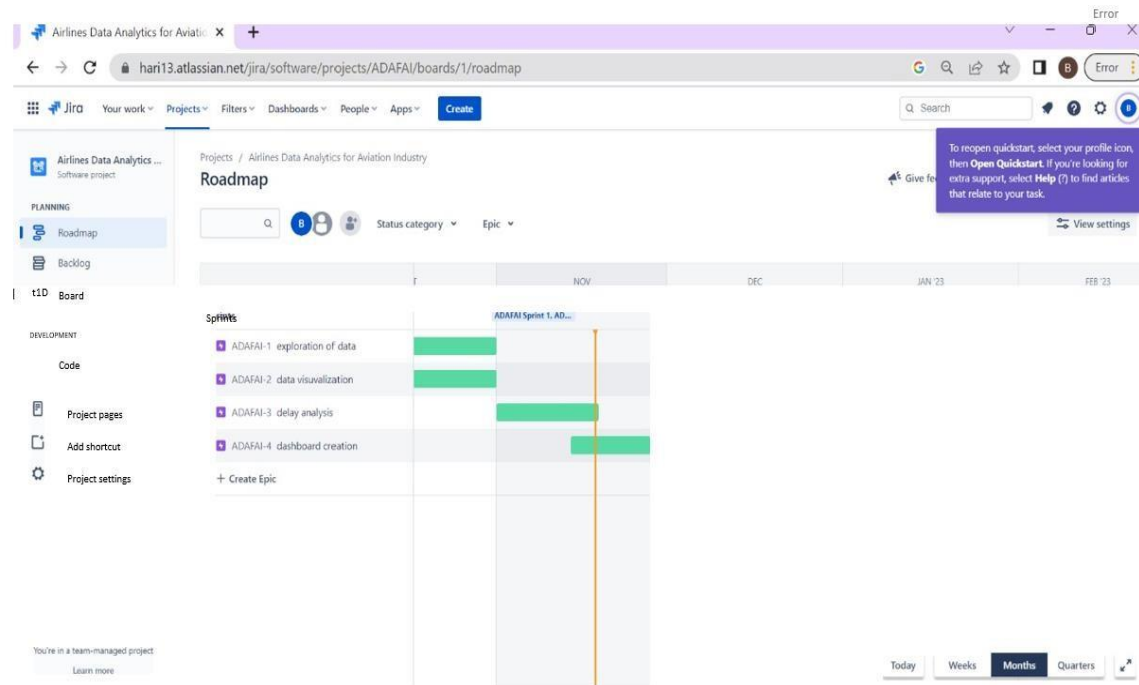 Error
Airlines Data Analytics for Aviatio
hari13.atlassian.net/jira/software/projects/ADAFAI/boards/1/roadmap
B Error
Jira Your work Projects Filters Dashboards People Apps Create Search B
To reopen quickstart, select your profile icon,
then Open Quickstart. If you're looking for
extra support, select Help (?) to find articles
that relate to your task.
Airlines Data Analytics ...
Software project
Projects / Airlines Data Analytics for Aviation Industry
Roadmap
Give fe
PLANNING
Roadmap
B Status category Epic View settings
Backlog
T NOV DEC JAN '23 FEB '23
t1D Board
Sprints ADAFAI Sprint 1, AD...
DEVELOPMENT
ADAFAI-1 exploration of data
Code
ADAFAI-2 data visuvalization
ADAFAI-3 delay analysis
Project pages
ADAFAI-4 dashboard creation
Add shortcut
Project settings
+ Create Epic
You're in a team-managed project
Learn more
Today Weeks Months Quarters